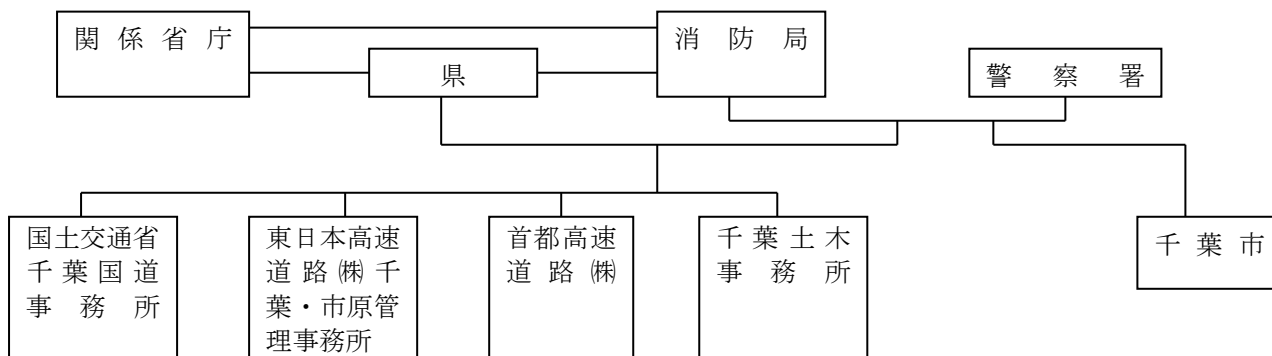 関係省庁
消防局
県
警察署
国土交通省
千葉国道
事務所
東日本高速
道路㈱千
葉・市原管
理事務所
首都高速
道路㈱
千葉土木
事務所
千葉市